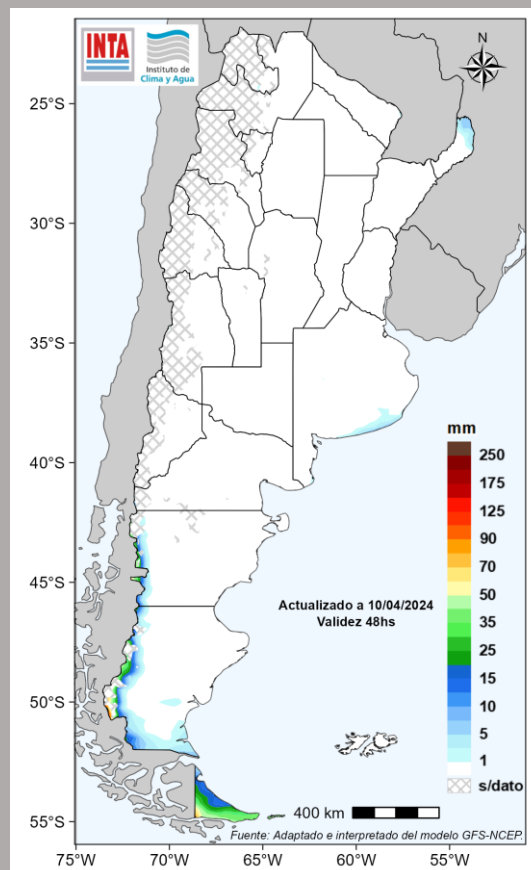 INTA
Instituto de
Clima y Agua
N
25°S
30°S
35°S
40°S
45°S
50°S
55°S
mm
250
175
125
90
70
50
35
25
15
10
5
1
s/dato
Actualizado a 10/04/2024
Validez 48hs
400 km
Fuente: Adaptado e interpretado del modelo GFS-NCEP.
75°W
70°W
65°W
60°W
55°W